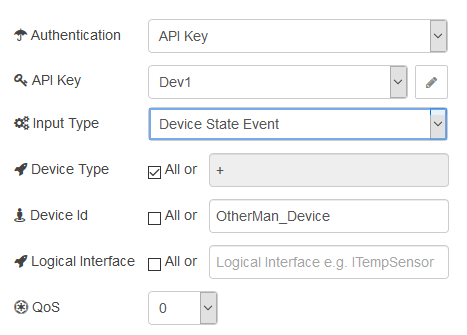 Authentication API Key
API Key Dev1
Input Type Device State Event
Device Type All or +
Device Id All or OtherMan_Device
Logical Interface All or Logical Interface e.g. ITempSensor
QoS 0